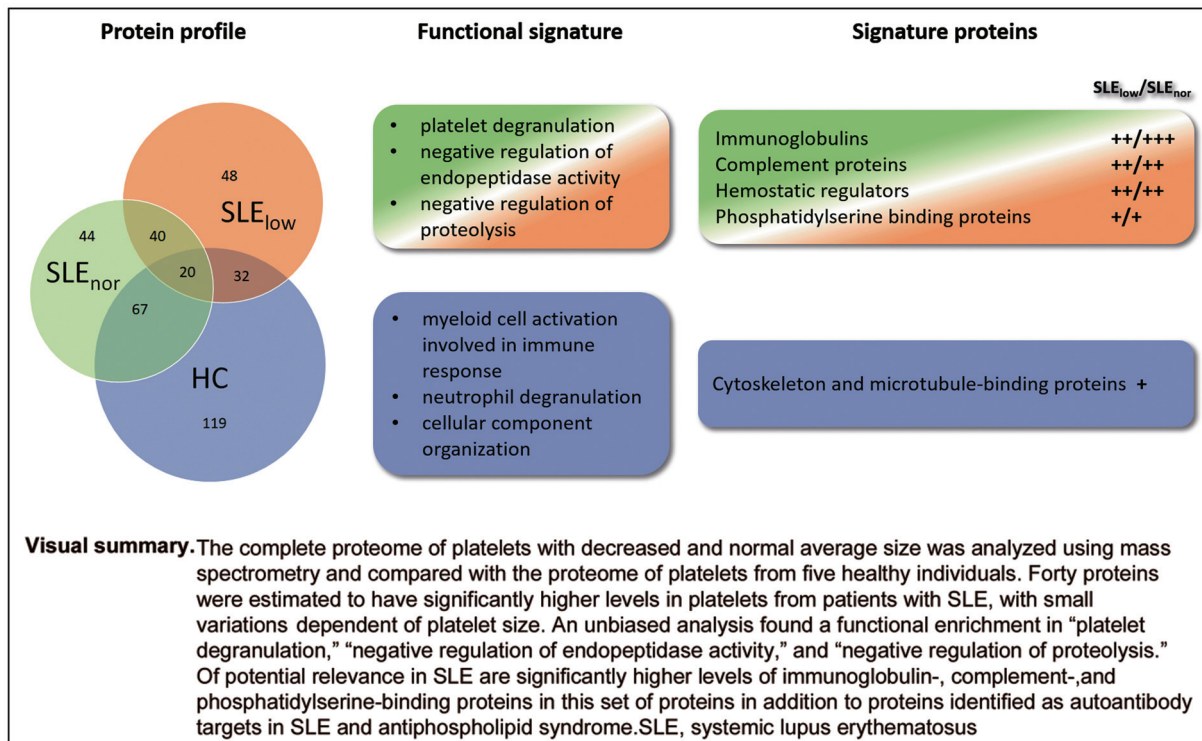 Protein profile
Functional signature
Signature proteins
SLElow/SLEnor
48
SLElow
44
40
SLEnor
20
32
67
HC
119
• platelet degranulation
• negative regulation of
endopeptidase activity
• negative regulation of
proteolysis
Immunoglobulins ++/+++
Complement proteins ++/++
Hemostatic regulators ++/++
Phosphatidylserine binding proteins +/+
• myeloid cell activation
involved in immune
response
• neutrophil degranulation
• cellular component
organization
Cytoskeleton and microtubule-binding proteins +
Visual summary. The complete proteome of platelets with decreased and normal average size was analyzed using mass
spectrometry and compared with the proteome of platelets from five healthy individuals. Forty proteins
were estimated to have significantly higher levels in platelets from patients with SLE, with small
variations dependent of platelet size. An unbiased analysis found a functional enrichment in “platelet
degranulation,” “negative regulation of endopeptidase activity,” and “negative regulation of proteolysis.”
Of potential relevance in SLE are significantly higher levels of immunoglobulin-, complement-,and
phosphatidylserine-binding proteins in this set of proteins in addition to proteins identified as autoantibody
targets in SLE and antiphospholipid syndrome.SLE, systemic lupus erythematosus